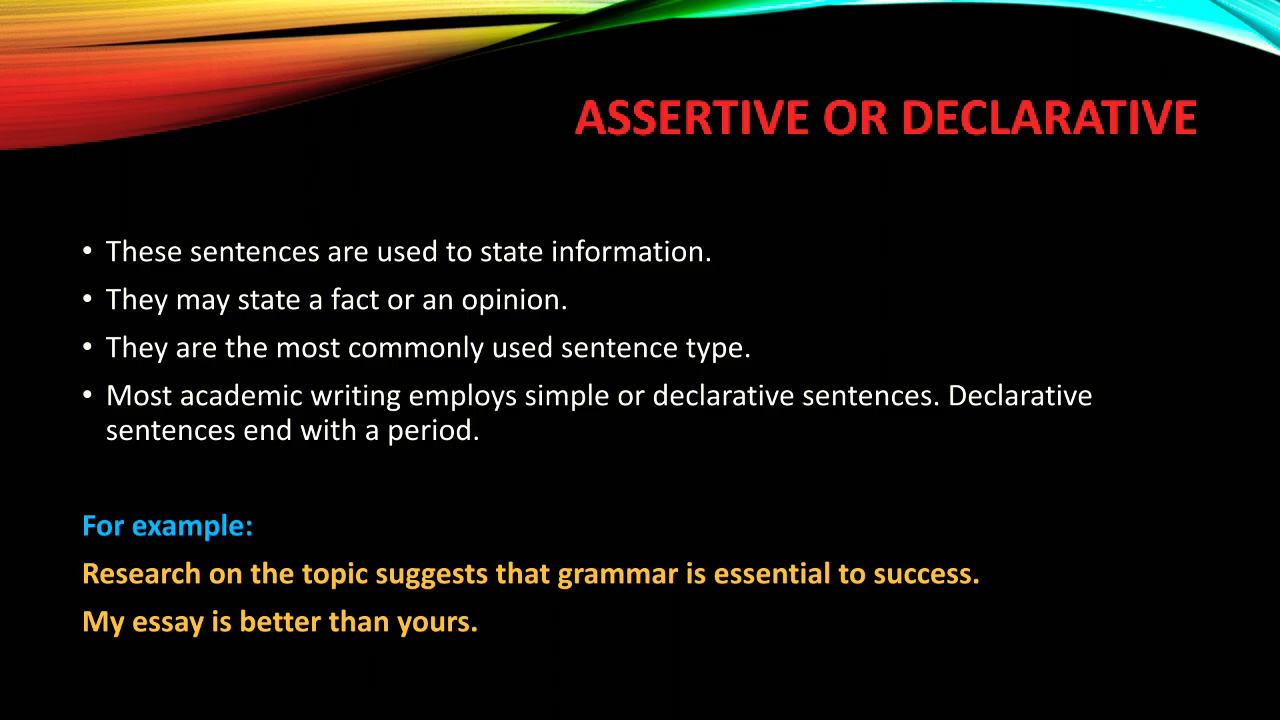 ASSERTIVE OR DECLARATIVE
• These sentences are used to state information.
• They may state a fact or an opinion.
• They are the most commonly used sentence type.
• Most academic writing employs simple or declarative sentences. Declarative
sentences end with a period.
For example:
Research on the topic suggests that grammar is essential to success.
My essay is better than yours.